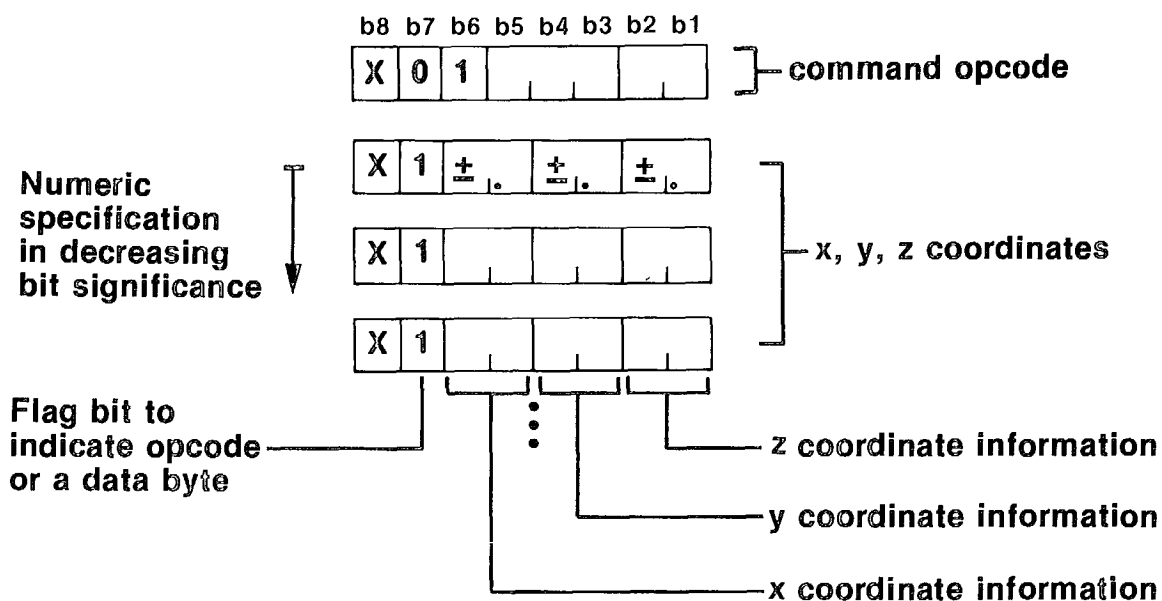 b8 b7 b6 b5 b4 b3 b2 b1
X 0 1
command opcode
X 1 ± . ± . ± .
Numeric
specification
in decreasing
bit significance
X 1
x, y, z coordinates
X 1
Flag bit to
indicate opcode
or a data byte
z coordinate information
y coordinate information
x coordinate information